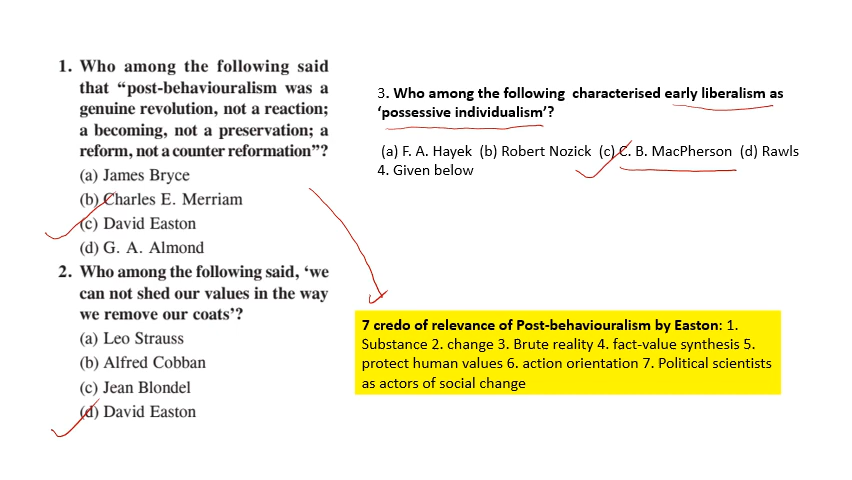 1. Who among the following said
that “post-behaviouralism was a
genuine revolution, not a reaction;
a becoming, not a preservation; a
reform, not a counter reformation”?
(a) James Bryce
(b) Charles E. Merriam
(c) David Easton
(d) G. A. Almond
2. Who among the following said, ‘we
can not shed our values in the way
we remove our coats’?
(a) Leo Strauss
(b) Alfred Cobban
(c) Jean Blondel
(d) David Easton
3. Who among the following characterised early liberalism as
‘possessive individualism’?
(a) F. A. Hayek (b) Robert Nozick (c) C. B. MacPherson (d) Rawls
4. Given below
7 credo of relevance of Post-behaviouralism by Easton: 1.
Substance 2. change 3. Brute reality 4. fact-value synthesis 5.
protect human values 6. action orientation 7. Political scientists
as actors of social change